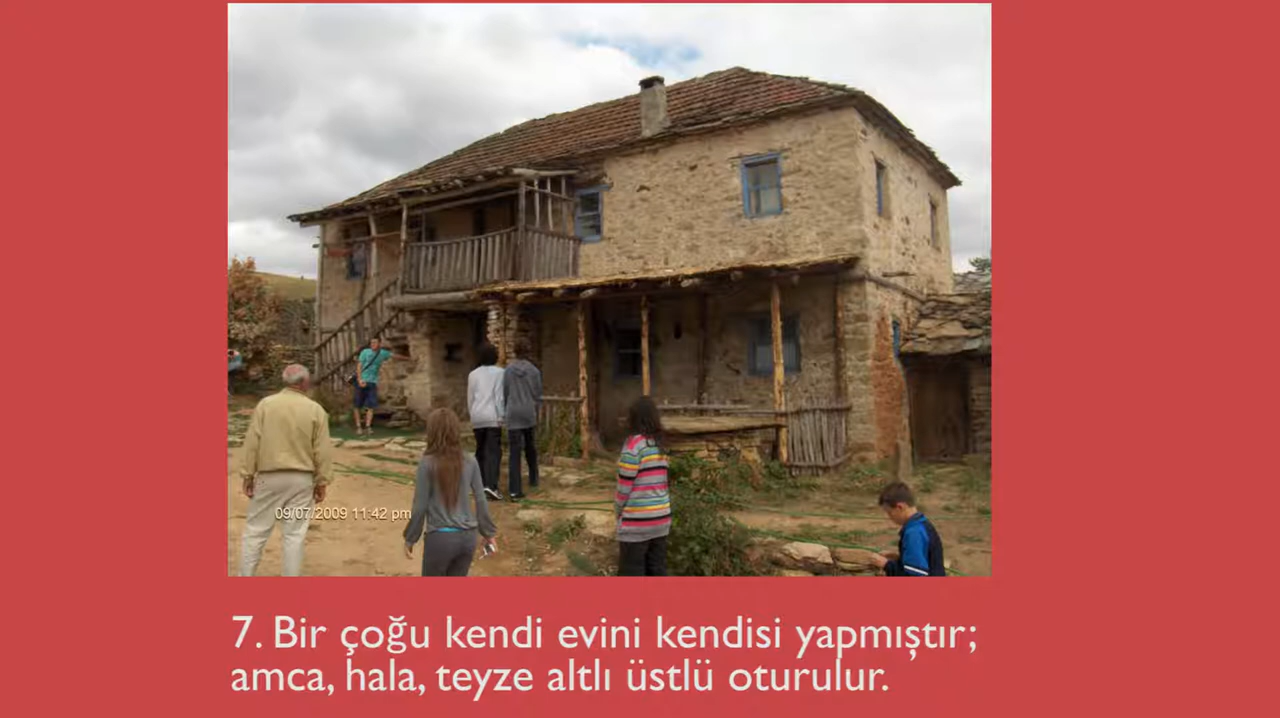 09/07/2009 11:42 pm
7. Bir çoğu kendi evini kendisi yapmıştır;
amca, hala, teyze altlı üstlü oturulur.